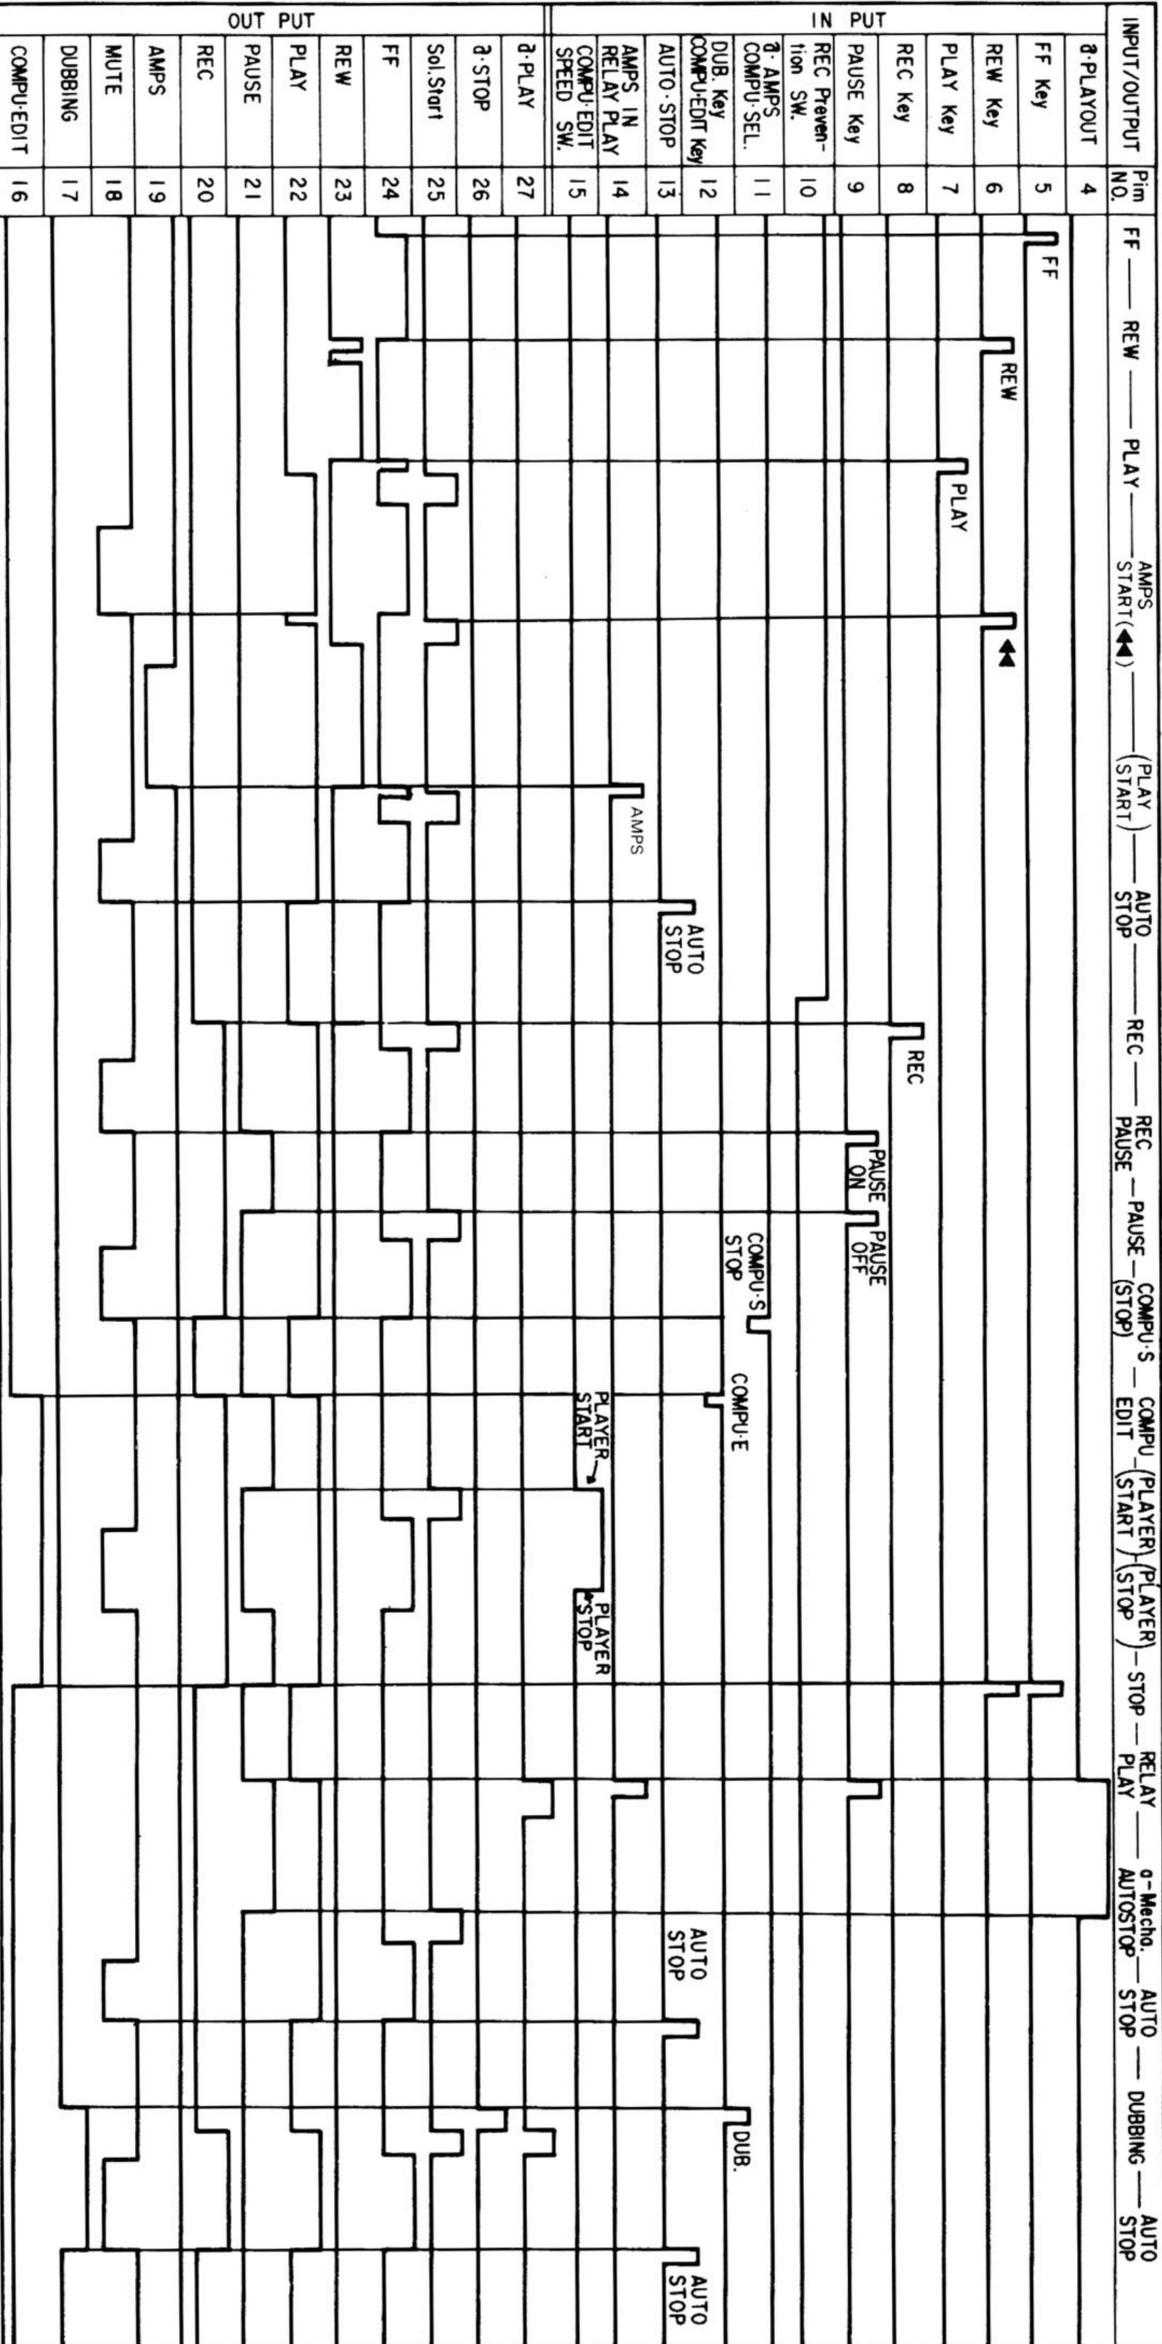 INPUT/OUTPUT
Pim NO.
FF — REW — PLAY — AMPS START(◀◀) — (PLAY START) — AUTO STOP — REC — REC PAUSE — PAUSE — COMPU·S (STOP) — COMPU EDIT — (PLAYER START) — (PLAYER STOP) — STOP — RELAY PLAY — a-Mecha. AUTOSTOP — AUTO STOP — DUBBING — AUTO STOP
IN PUT
a·PLAYOUT 4
FF Key 5
FF
REW Key 6
REW
◀◀
PLAY Key 7
PLAY
REC Key 8
REC
PAUSE Key 9
PAUSE ON
PAUSE OFF
REC Preven-
tion SW. 10
a· AMPS
COMPU·SEL. 11
COMPU·S
STOP
DUB. Key
COMPU·EDIT Key 12
COMPU·E
DUB.
AUTO·STOP 13
AUTO
STOP
AUTO
STOP
AUTO
STOP
AMPS IN
RELAY PLAY 14
AMPS
COMPU·EDIT
SPEED SW. 15
PLAYER
START
PLAYER
STOP
OUT PUT
a·PLAY 27
a·STOP 26
Sol.Start 25
FF 24
REW 23
PLAY 22
PAUSE 21
REC 20
AMPS 19
MUTE 18
DUBBING 17
COMPU·EDIT 16